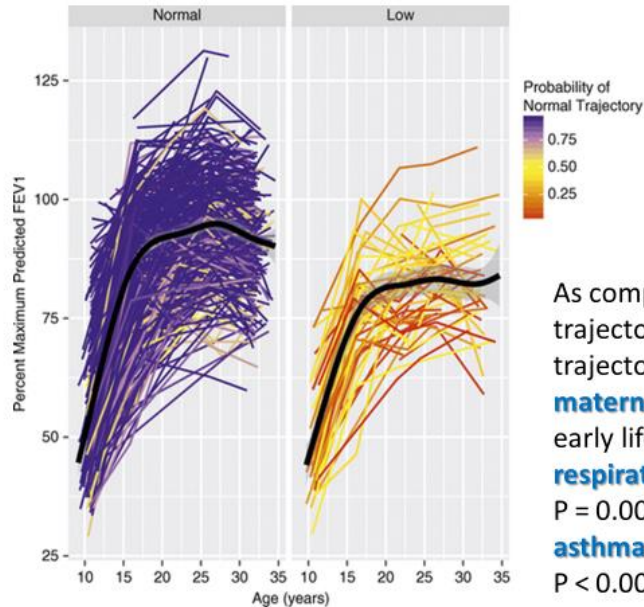 Normal
Low
Percent Maximum Predicted FEV1
125
100
75
50
25
10 15 20 25 30 35
10 15 20 25 30 35
Age (years)
Probability of
Normal Trajectory
0.75
0.50
0.25
As comp
trajecto
trajecto
matern
early lif
respirat
P = 0.00
asthma
P < 0.00